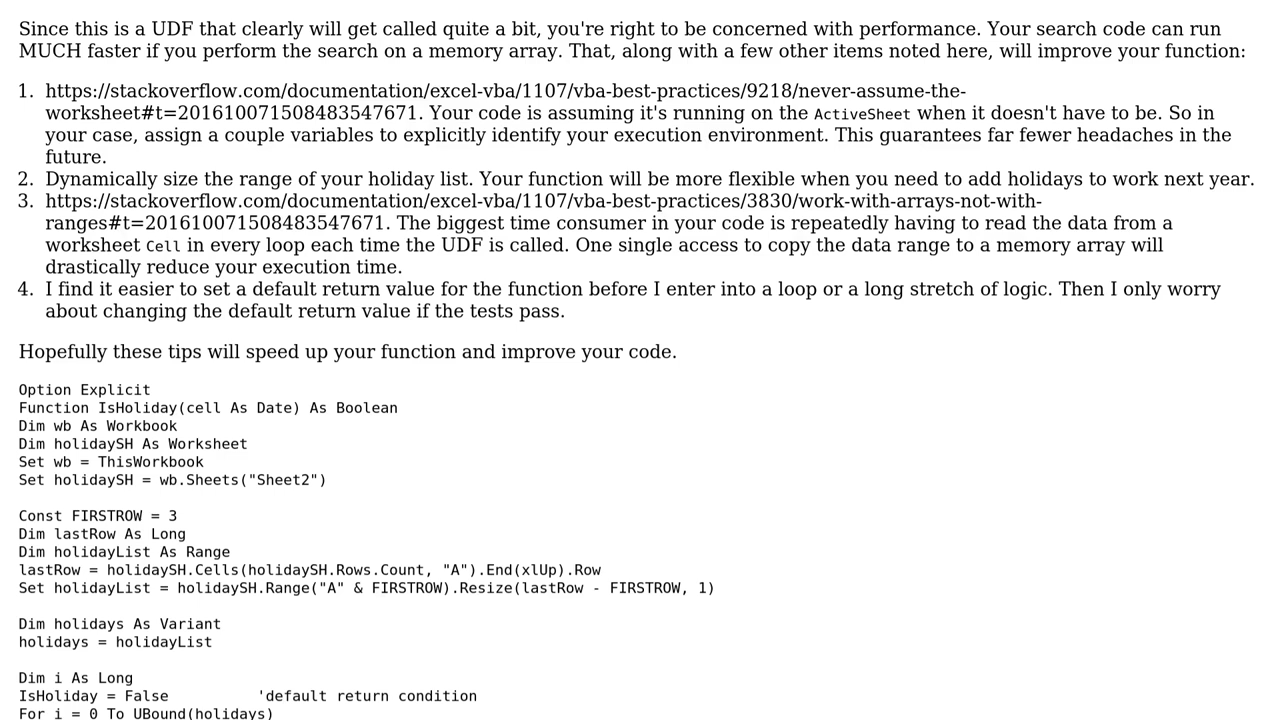 Since this is a UDF that clearly will get called quite a bit, you're right to be concerned with performance. Your search code can run
MUCH faster if you perform the search on a memory array. That, along with a few other items noted here, will improve your function:
1. https://stackoverflow.com/documentation/excel-vba/1107/vba-best-practices/9218/never-assume-the-
worksheet#t=201610071508483547671. Your code is assuming it's running on the ActiveSheet when it doesn't have to be. So in
your case, assign a couple variables to explicitly identify your execution environment. This guarantees far fewer headaches in the
future.
2. Dynamically size the range of your holiday list. Your function will be more flexible when you need to add holidays to work next year.
3. https://stackoverflow.com/documentation/excel-vba/1107/vba-best-practices/3830/work-with-arrays-not-with-
ranges#t=201610071508483547671. The biggest time consumer in your code is repeatedly having to read the data from a
worksheet Cell in every loop each time the UDF is called. One single access to copy the data range to a memory array will
drastically reduce your execution time.
4. I find it easier to set a default return value for the function before I enter into a loop or a long stretch of logic. Then I only worry
about changing the default return value if the tests pass.
Hopefully these tips will speed up your function and improve your code.
Option Explicit
Function IsHoliday(cell As Date) As Boolean
Dim wb As Workbook
Dim holidaySH As Worksheet
Set wb = ThisWorkbook
Set holidaySH = wb.Sheets("Sheet2")
Const FIRSTROW = 3
Dim lastRow As Long
Dim holidayList As Range
lastRow = holidaySH.Cells(holidaySH.Rows.Count, "A").End(xlUp).Row
Set holidayList = holidaySH.Range("A" & FIRSTROW).Resize(lastRow - FIRSTROW, 1)
Dim holidays As Variant
holidays = holidayList
Dim i As Long
IsHoliday = False          'default return condition
For i = 0 To UBound(holidays)